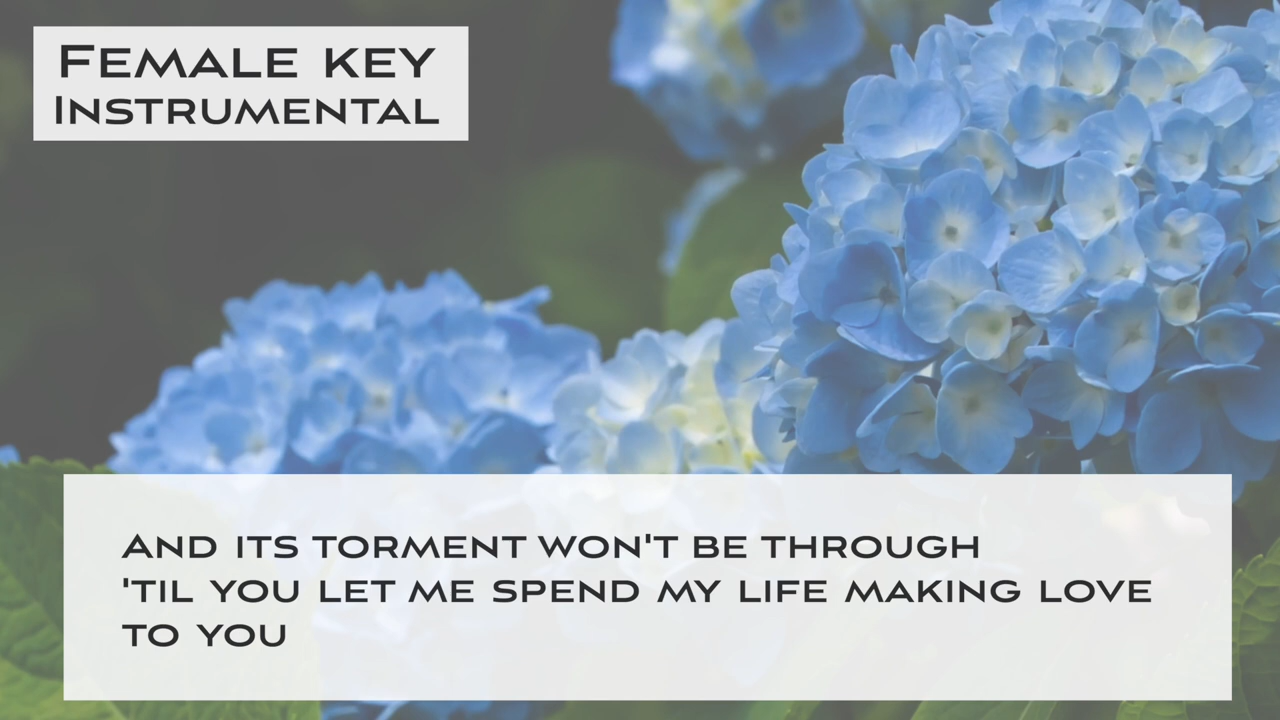 Female key
Instrumental
And its torment won't be through
'til you let me spend my life making love
to you